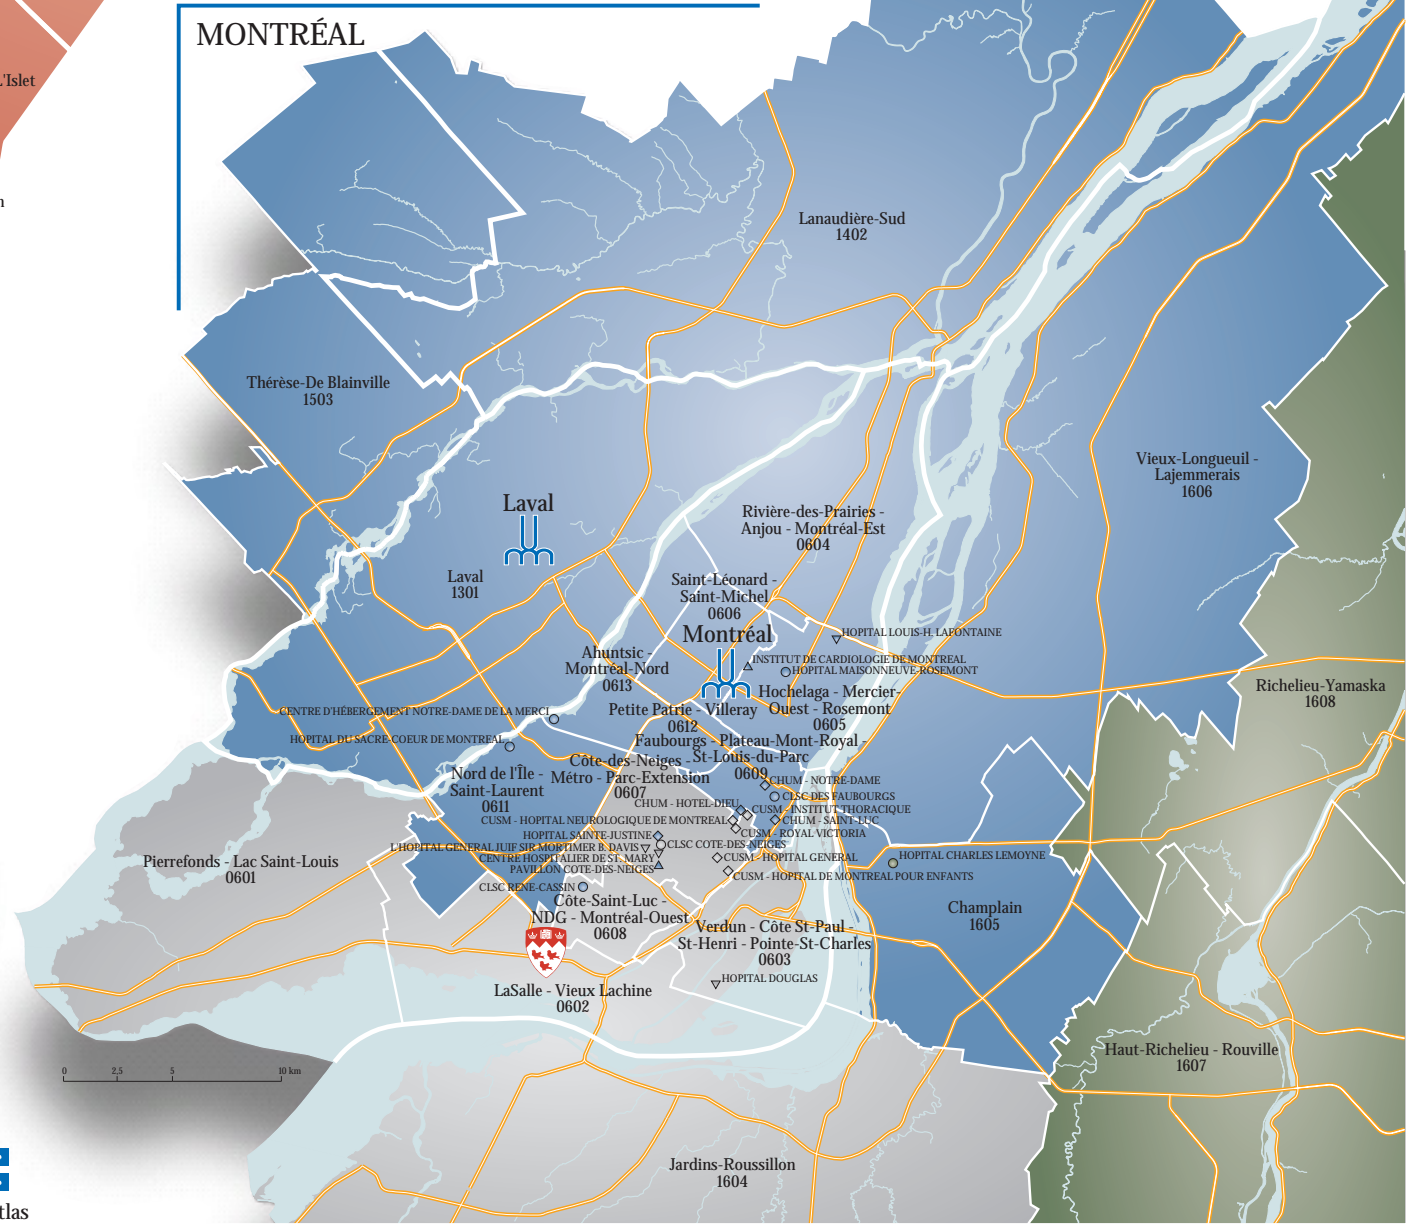 MONTRÉAL
L'Islet
n
Lanaudière-Sud
1402
Thérèse-De Blainville
1503
Vieux-Longueuil -
Lajemmerais
1606
Laval
Rivière-des-Prairies -
Anjou - Montréal-Est
0604
Laval
1301
Saint-Léonard -
Saint-Michel
0606
Montréal
HOPITAL LOUIS-H. LAFONTAINE
Ahuntsic -
Montréal-Nord
0613
INSTITUT DE CARDIOLOGIE DE MONTREAL
HOPITAL MAISONNEUVE-ROSEMONT
Richelieu-Yamaska
1608
Hochelaga - Mercier-
Ouest - Rosemont
0605
CENTRE D'HÉBERGEMENT NOTRE-DAME DE LA MERCI
Petite Patrie - Villeray
0612
HOPITAL DU SACRE-COEUR DE MONTREAL
Faubourgs - Plateau-Mont-Royal -
St-Louis-du-Parc
0609
Côte-des-Neiges -
Métro - Parc-Extension
0607
Nord de l'Île -
Saint-Laurent
0611
CHUM - NOTRE-DAME
CLSC DES FAUBOURGS
CHUM - HOTEL-DIEU
CUSM - INSTITUT THORACIQUE
CUSM - HOPITAL NEUROLOGIQUE DE MONTREAL
CHUM - SAINT-LUC
CUSM - ROYAL VICTORIA
HOPITAL SAINTE-JUSTINE
CLSC COTE-DES-NEIGES
L'HOPITAL GENERAL JUIF SIR MORTIMER B. DAVIS
CENTRE HOSPITALIER DE ST. MARY
CUSM - HOPITAL GENERAL
HOPITAL CHARLES LEMOYNE
PAVILLON COTE-DES-NEIGES
CUSM - HOPITAL DE MONTREAL POUR ENFANTS
Pierrefonds - Lac Saint-Louis
0601
CLSC RENE-CASSIN
Côte-Saint-Luc -
NDG - Montréal-Ouest
0608
Champlain
1605
Verdun - Côte St-Paul -
St-Henri - Pointe-St-Charles
0603
HOPITAL DOUGLAS
LaSalle - Vieux Lachine
0602
Haut-Richelieu - Rouville
1607
0 2,5 5 10 km
Jardins-Roussillon
1604
tlas